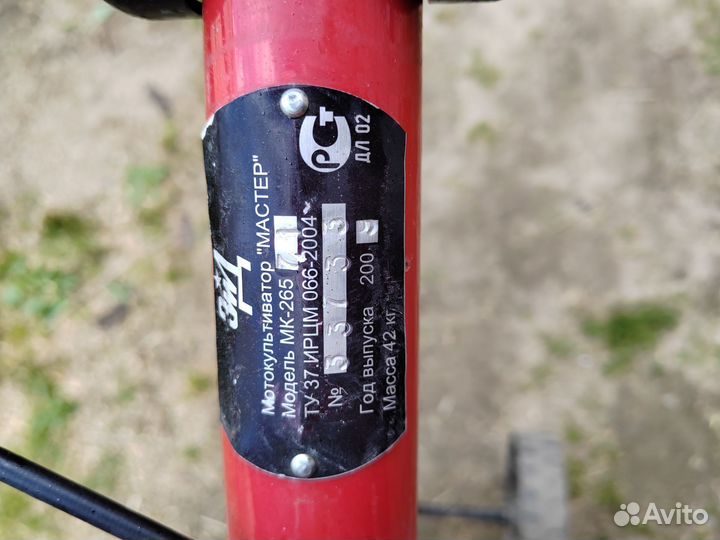 ЗиД
РСТ
ДЛ 02
Мотокультиватор "МАСТЕР"
Модель МК-265
ТУ 37.ИРЦМ 066-2004
№ 53733
Год выпуска 200
Масса 42 кг.
Avito